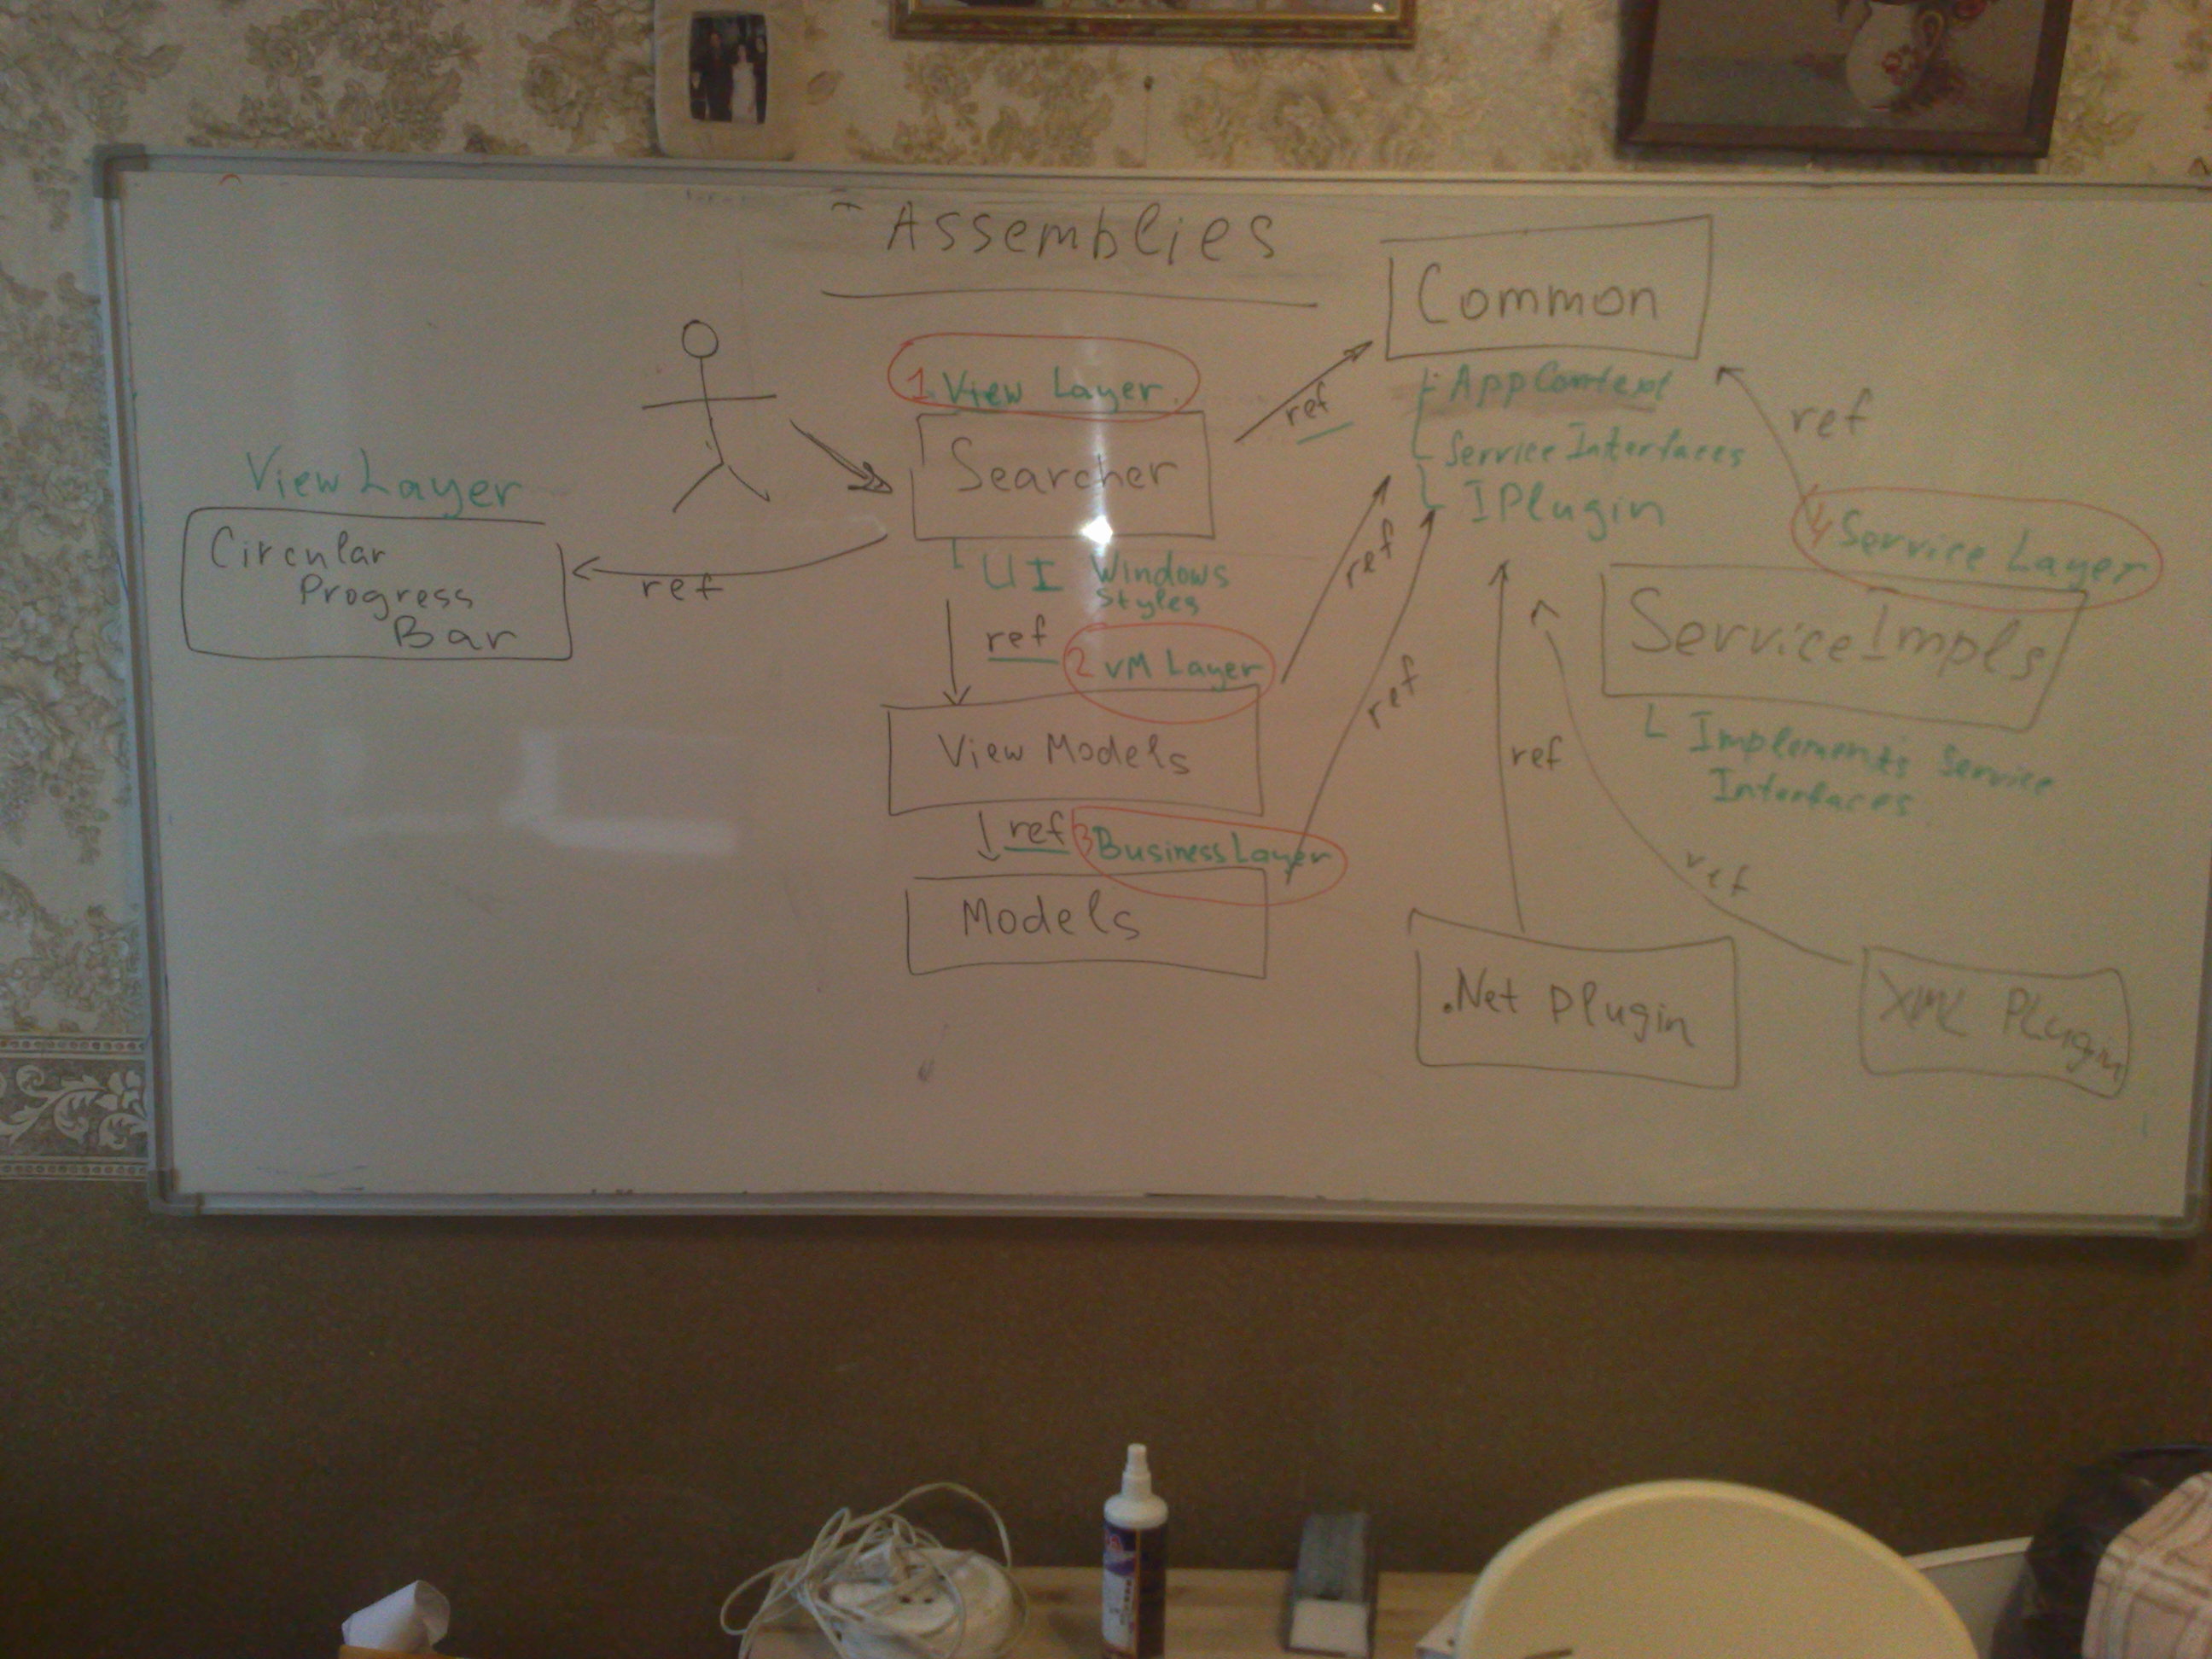 Assemblies
Common
1. View Layer
ref
AppContext
Searcher
Service Interfaces
ref
View Layer
IPlugin
4 Service Layer
Circular
Progress
Bar
ref
UI Windows
Styles
ref
ref
2 VM Layer
ref
ServiceImpls
View Models
ref
Implements Service
Interfaces
ref
3 Business Layer
ref
Models
.Net Plugin
XML Plugin